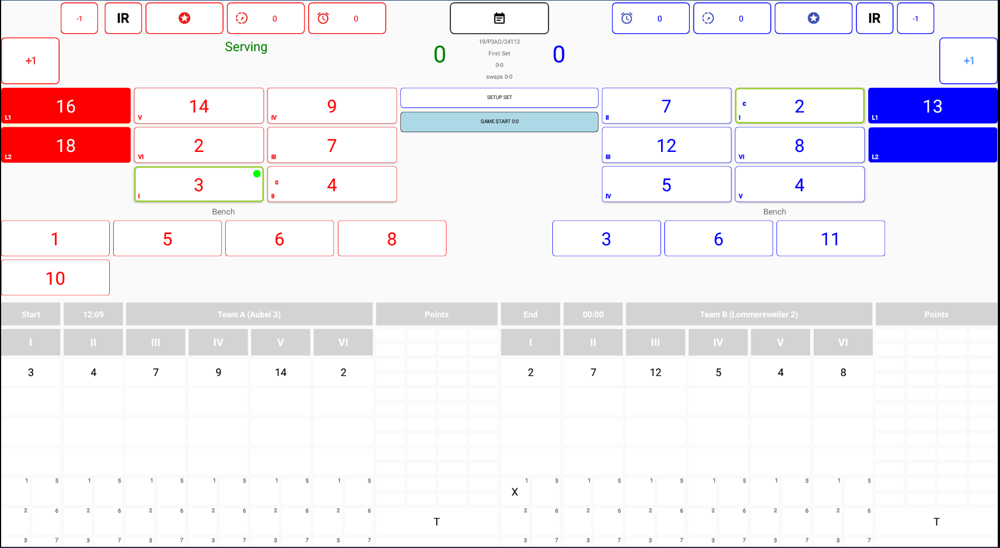 -1 IR 0 0 0 0 IR -1
Serving
+1 0 19/P3AD/24113 0 +1
First Set
0-0
swaps 0-0
16 L1 14 V 9 IV SETUP SET 7 II C 2 I 13 L1
GAME START 0:0
18 L2 2 VI 7 III 12 III 8 VI L2
3 I C 4 II 5 IV 4 V
Bench Bench
1 5 6 8 3 6 11
10
Start 12:09 Team A (Aubel 3) Points End 00:00 Team B (Lommersweiler 2) Points
I II III IV V VI I II III IV V VI
3 4 7 9 14 2 2 7 12 5 4 8
1 5 1 5 1 5 1 5 1 5 1 5 1 5 1 5 1 5 1 5 1 5 1 5
X
2 6 2 6 2 6 2 6 2 6 2 6 2 6 2 6 2 6 2 6 2 6 2 6
T T
3 7 3 7 3 7 3 7 3 7 3 7 3 7 3 7 3 7 3 7 3 7 3 7